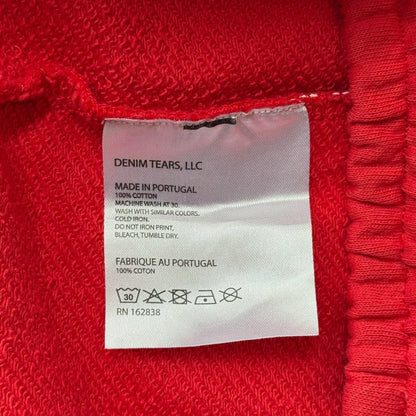 DENIM TEARS, LLC
MADE IN PORTUGAL
100% COTTON
MACHINE WASH AT 30.
WASH WITH SIMILAR COLORS.
COLD IRON.
DO NOT IRON PRINT,
BLEACH, TUMBLE DRY.
FABRIQUE AU PORTUGAL
100% COTON
30
RN 162838